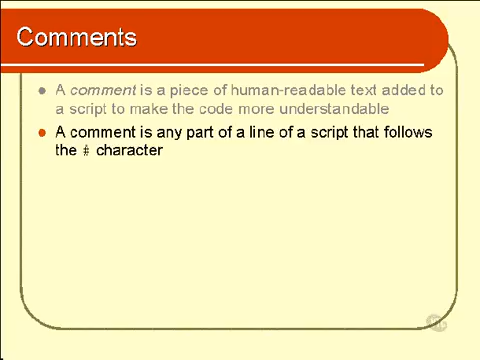 Comments
A comment is a piece of human-readable text added to
a script to make the code more understandable
A comment is any part of a line of a script that follows
the # character